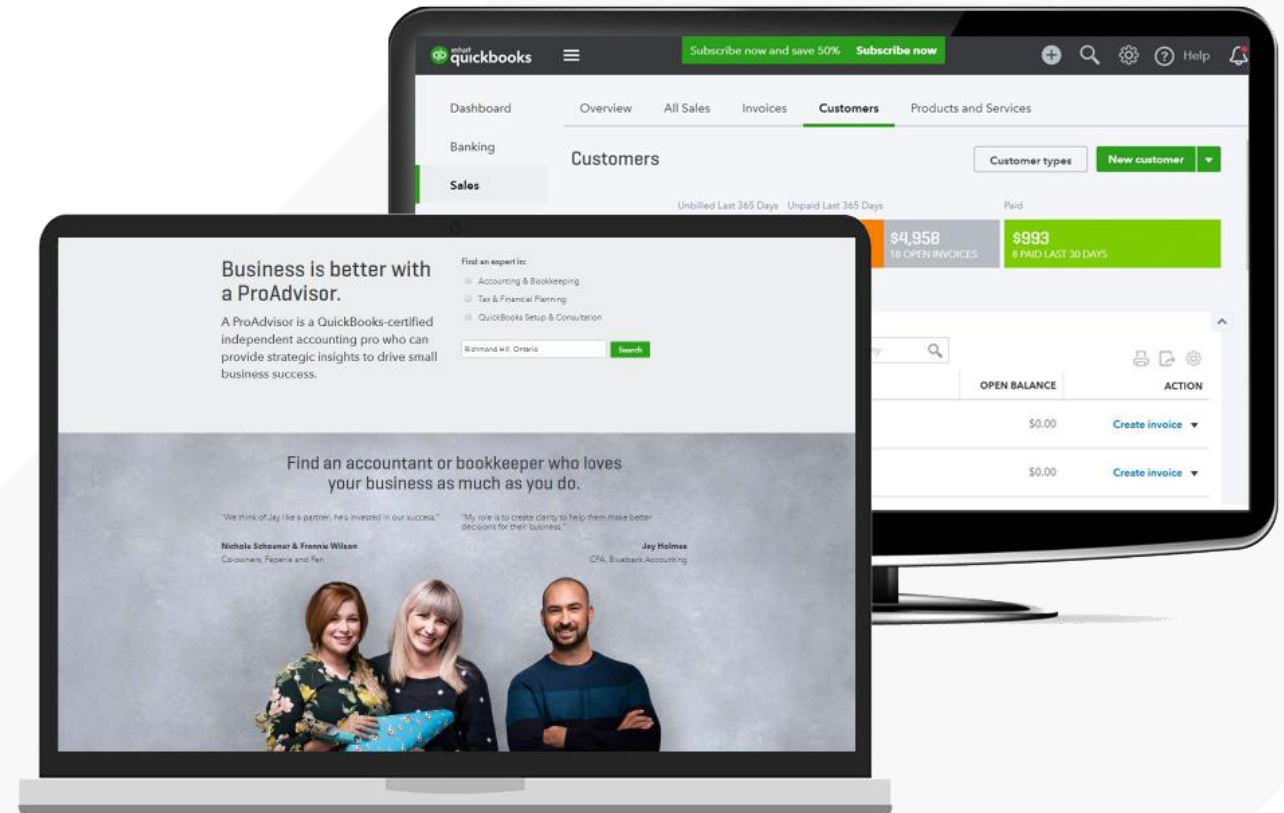 intuit
quickbooks
Subscribe now and save 50% Subscribe now
Help
Dashboard
Overview All Sales Invoices Customers Products and Services
Banking
Customers
Customer types New customer
Sales
Unbilled Last 365 Days Unpaid Last 365 Days Paid
$4,958 $993
18 OPEN INVOICES 8 PAID LAST 30 DAYS
OPEN BALANCE ACTION
$0.00 Create invoice
$0.00 Create invoice
Business is better with
a ProAdvisor.
A ProAdvisor is a QuickBooks-certified
independent accounting pro who can
provide strategic insights to drive small
business success.
Find an expert in:
Accounting & Bookkeeping
Tax & Financial Planning
QuickBooks Setup & Consultation
Richmond Hill, Ontario Search
Find an accountant or bookkeeper who loves
your business as much as you do.
"We think of Jay like a partner, he's invested in our success."
Nichole Schoener & Frannie Wilson
Co-owners, Paperie and Pen
"My role is to create clarity to help them make better
decisions for their business."
Jay Holmes
CPA, Blueback Accounting